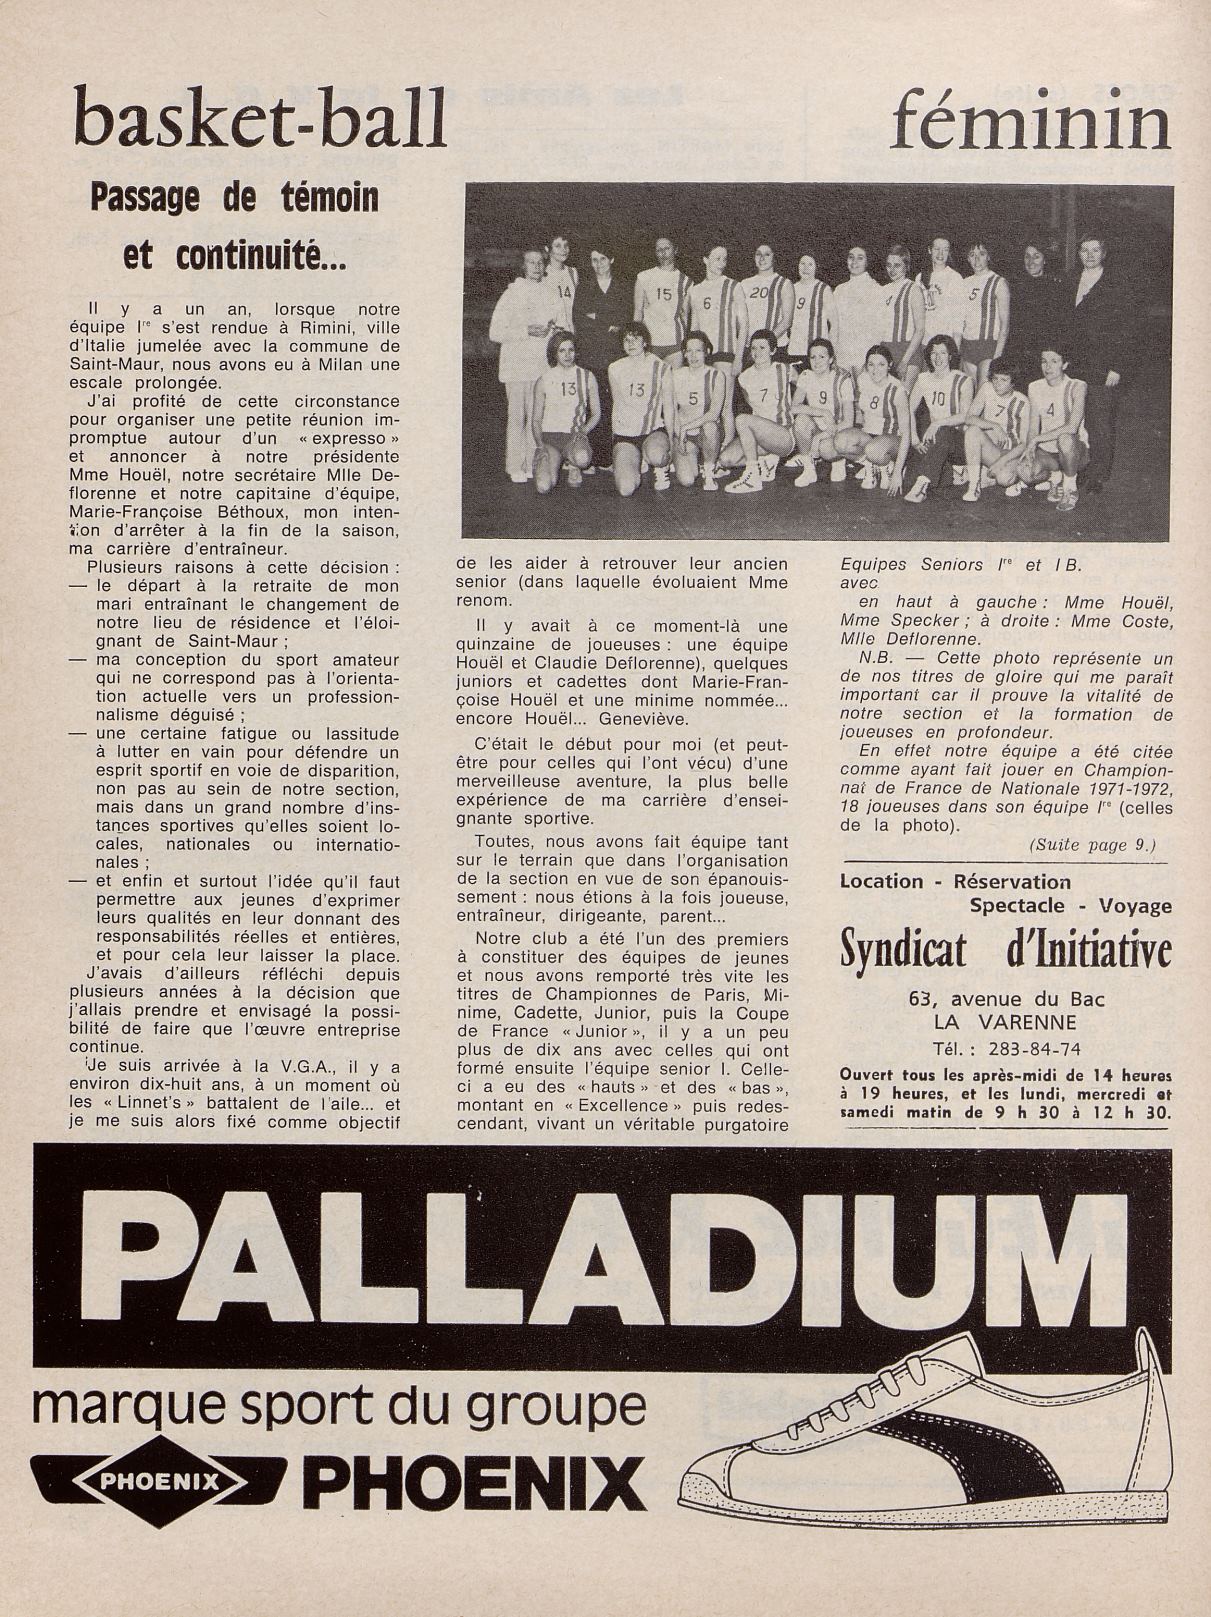 basket-ball féminin
Passage de témoin
et continuité...
Il y a un an, lorsque notre
équipe Iʳᵉ s'est rendue à Rimini, ville
d'Italie jumelée avec la commune de
Saint-Maur, nous avons eu à Milan une
escale prolongée.
J'ai profité de cette circonstance
pour organiser une petite réunion im-
promptue autour d'un « expresso »
et annoncer à notre présidente
Mme Houël, notre secrétaire Mlle De-
florenne et notre capitaine d'équipe,
Marie-Françoise Béthoux, mon inten-
tion d'arrêter à la fin de la saison,
ma carrière d'entraîneur.
Plusieurs raisons à cette décision :
— le départ à la retraite de mon
mari entraînant le changement de
notre lieu de résidence et l'éloi-
gnant de Saint-Maur ;
— ma conception du sport amateur
qui ne correspond pas à l'orienta-
tion actuelle vers un profession-
nalisme déguisé ;
— une certaine fatigue ou lassitude
à lutter en vain pour défendre un
esprit sportif en voie de disparition,
non pas au sein de notre section,
mais dans un grand nombre d'ins-
tances sportives qu'elles soient lo-
cales, nationales ou internatio-
nales ;
— et enfin et surtout l'idée qu'il faut
permettre aux jeunes d'exprimer
leurs qualités en leur donnant des
responsabilités réelles et entières,
et pour cela leur laisser la place.
J'avais d'ailleurs réfléchi depuis
plusieurs années à la décision que
j'allais prendre et envisagé la possi-
bilité de faire que l'œuvre entreprise
continue.
Je suis arrivée à la V.G.A., il y a
environ dix-huit ans, à un moment où
les « Linnet's » battaient de l'aile... et
je me suis alors fixé comme objectif
14
15
6
20
9
4
5
13
13
5
7
9
8
10
7
4
de les aider à retrouver leur ancien
senior (dans laquelle évoluaient Mme
renom.
Il y avait à ce moment-là une
quinzaine de joueuses : une équipe
Houël et Claudie Deflorenne), quelques
juniors et cadettes dont Marie-Fran-
çoise Houël et une minime nommée...
encore Houël... Geneviève.
C'était le début pour moi (et peut-
être pour celles qui l'ont vécu) d'une
merveilleuse aventure, la plus belle
expérience de ma carrière d'ensei-
gnante sportive.
Toutes, nous avons fait équipe tant
sur le terrain que dans l'organisation
de la section en vue de son épanouis-
sement : nous étions à la fois joueuse,
entraîneur, dirigeante, parent...
Notre club a été l'un des premiers
à constituer des équipes de jeunes
et nous avons remporté très vite les
titres de Championnes de Paris, Mi-
nime, Cadette, Junior, puis la Coupe
de France « Junior », il y a un peu
plus de dix ans avec celles qui ont
formé ensuite l'équipe senior I. Celle-
ci a eu des « hauts » et des « bas »,
montant en « Excellence » puis redes-
cendant, vivant un véritable purgatoire
Equipes Seniors Iʳᵉ et I B.
avec
en haut à gauche : Mme Houël,
Mme Specker ; à droite : Mme Coste,
Mlle Deflorenne.
N.B. — Cette photo représente un
de nos titres de gloire qui me paraît
important car il prouve la vitalité de
notre section et la formation de
joueuses en profondeur.
En effet notre équipe a été citée
comme ayant fait jouer en Champion-
nat de France de Nationale 1971-1972,
18 joueuses dans son équipe Iʳᵉ (celles
de la photo).
(Suite page 9.)
Location - Réservation
Spectacle - Voyage
Syndicat d'Initiative
63, avenue du Bac
LA VARENNE
Tél. : 283-84-74
Ouvert tous les après-midi de 14 heures
à 19 heures, et les lundi, mercredi et
samedi matin de 9 h 30 à 12 h 30.
PALLADIUM
marque sport du groupe
PHOENIX PHOENIX